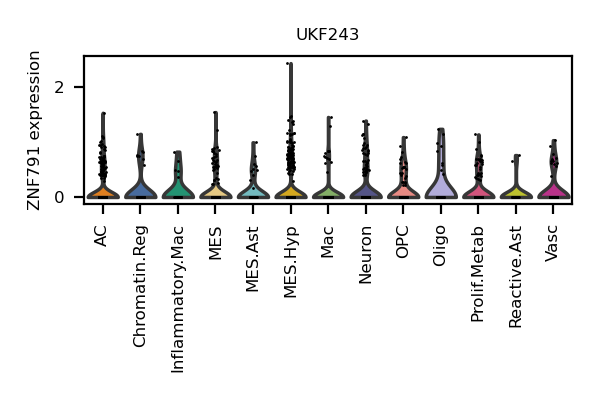 UKF243
ZNF791 expression
2
0
AC
Chromatin.Reg
Inflammatory.Mac
MES
MES.Ast
MES.Hyp
Mac
Neuron
OPC
Oligo
Prolif.Metab
Reactive.Ast
Vasc